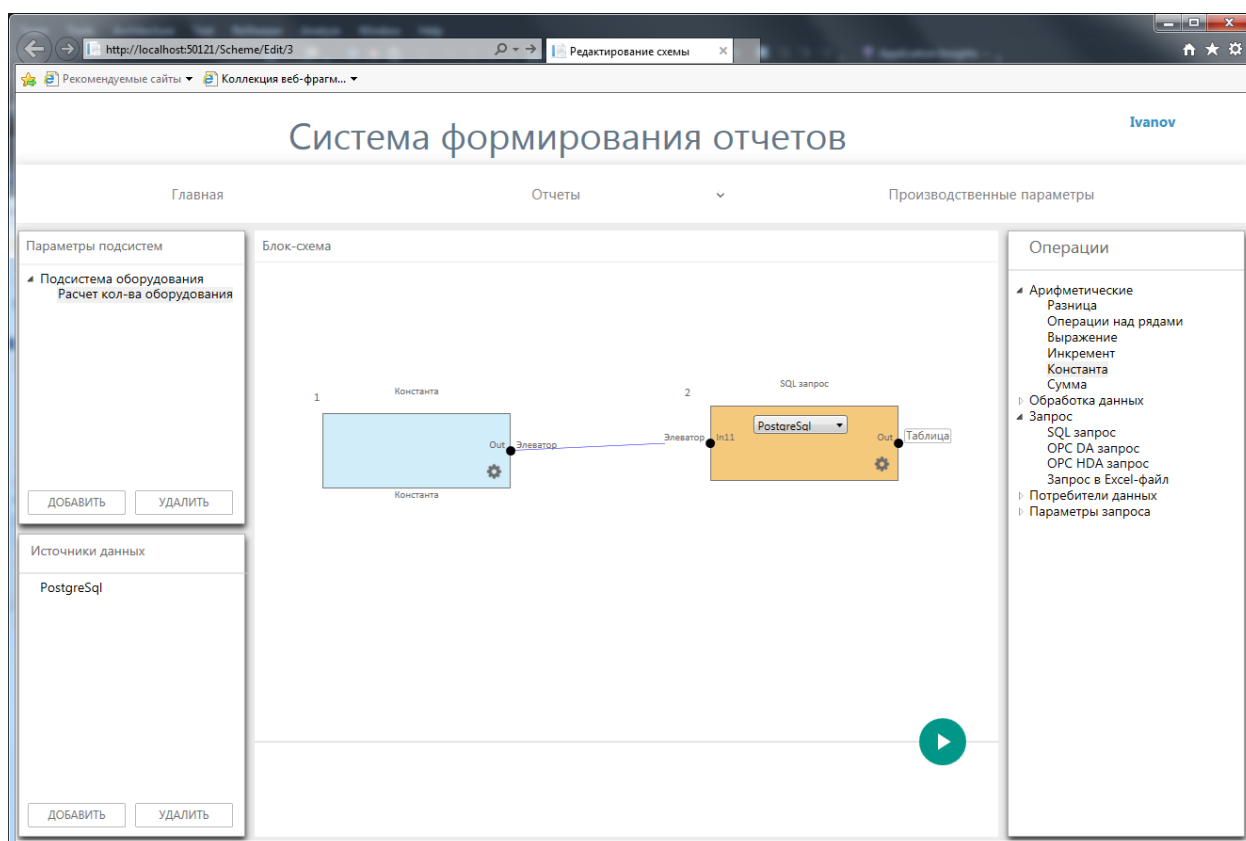 http://localhost:50121/Scheme/Edit/3
Редактирование схемы
Рекомендуемые сайты
Коллекция веб-фрагм...
Система формирования отчетов
Ivanov
Главная
Отчеты
Производственные параметры
Параметры подсистем
Подсистема оборудования
Расчет кол-ва оборудования
ДОБАВИТЬ
УДАЛИТЬ
Источники данных
PostgreSql
ДОБАВИТЬ
УДАЛИТЬ
Блок-схема
1
Константа
Out
Элеватор
Константа
2
SQL запрос
Элеватор
In11
PostgreSql
Out
Таблица
Операции
Арифметические
Разница
Операции над рядами
Выражение
Инкремент
Константа
Сумма
Обработка данных
Запрос
SQL запрос
OPC DA запрос
OPC HDA запрос
Запрос в Excel-файл
Потребители данных
Параметры запроса